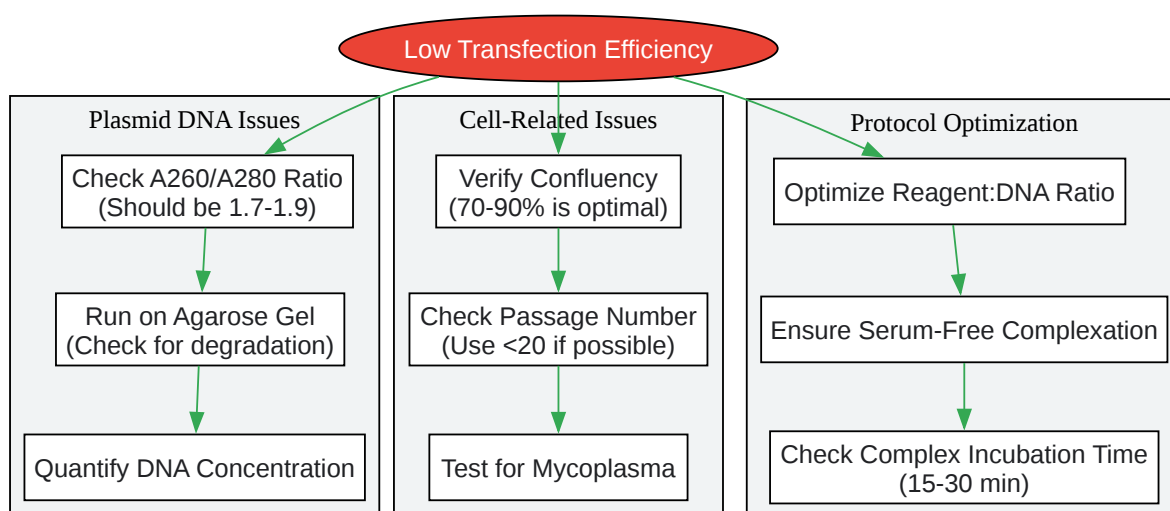 Low Transfection Efficiency
Plasmid DNA Issues
Check A260/A280 Ratio
(Should be 1.7-1.9)
Run on Agarose Gel
(Check for degradation)
Quantify DNA Concentration
Cell-Related Issues
Verify Confluency
(70-90% is optimal)
Check Passage Number
(Use <20 if possible)
Test for Mycoplasma
Protocol Optimization
Optimize Reagent:DNA Ratio
Ensure Serum-Free Complexation
Check Complex Incubation Time
(15-30 min)